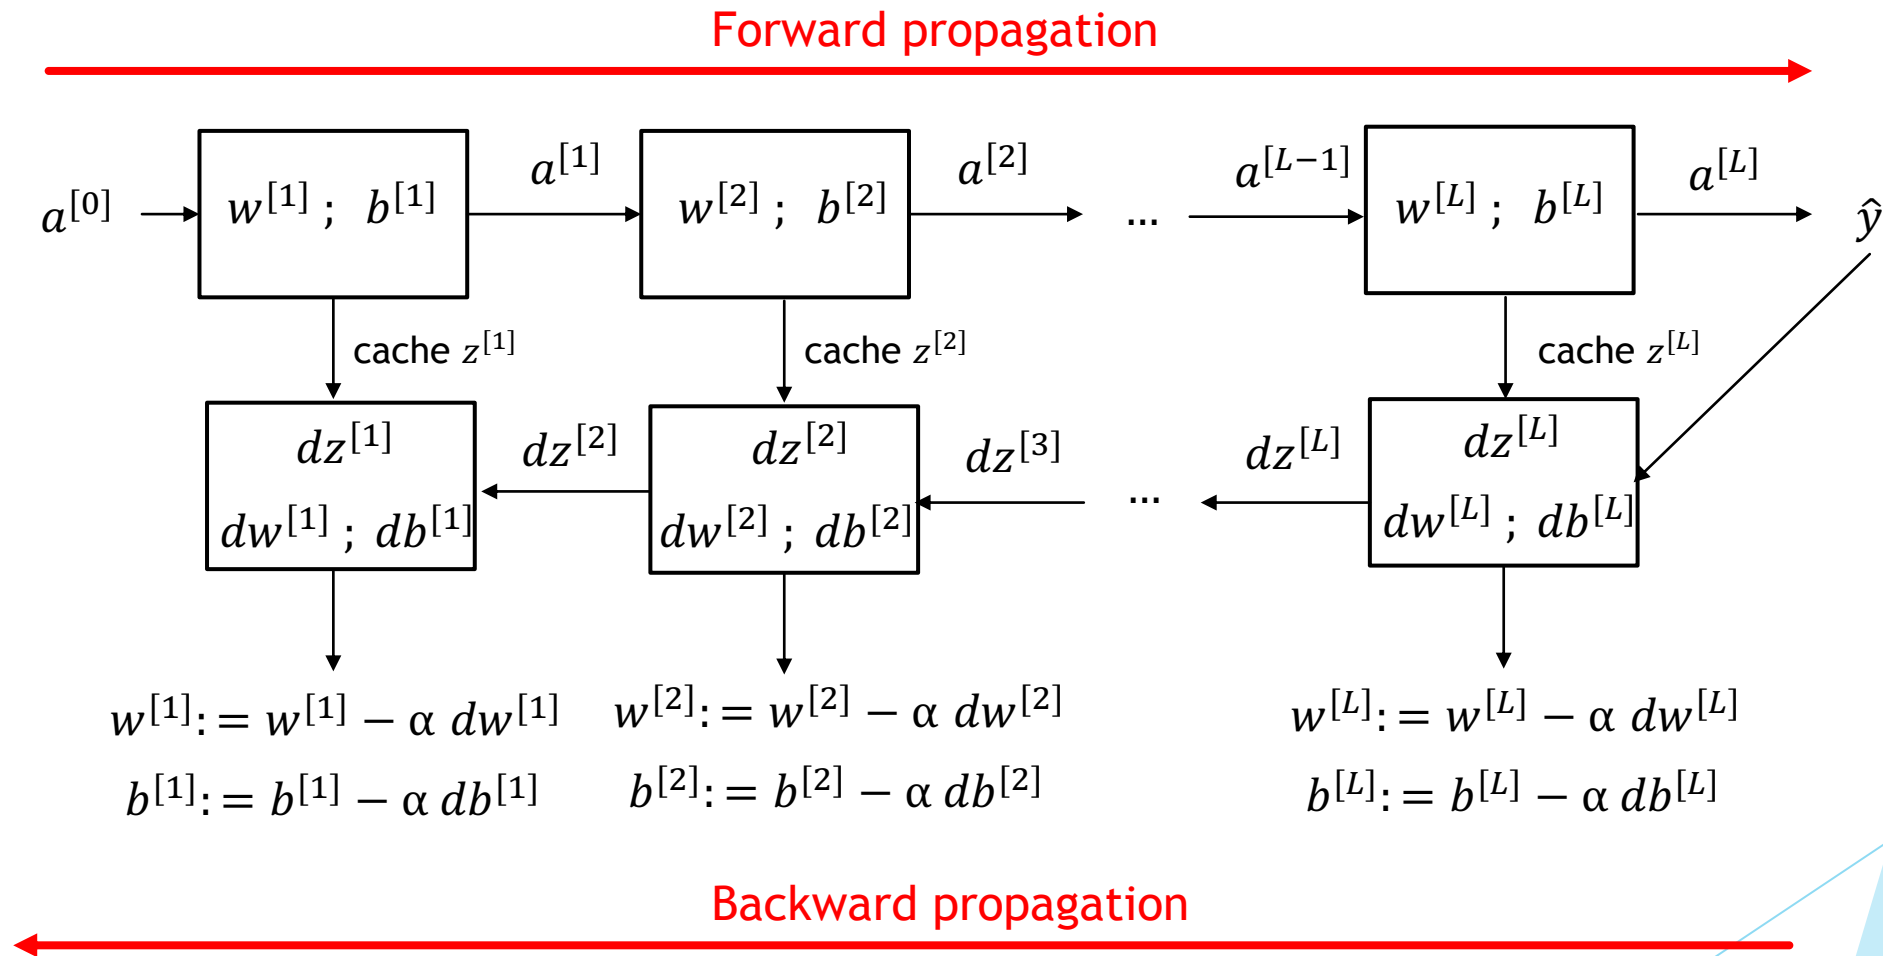 Forward propagation
a^[0] w^[1] ; b^[1] a^[1] w^[2] ; b^[2] a^[2] ... a^[L−1] w^[L] ; b^[L] a^[L] ŷ
cache z^[1] cache z^[2] cache z^[L]
dz^[1] dz^[2] dz^[2] dz^[3] ... dz^[L] dz^[L]
dw^[1] ; db^[1] dw^[2] ; db^[2] dw^[L] ; db^[L]
w^[1]: = w^[1] − α dw^[1] w^[2]: = w^[2] − α dw^[2] w^[L]: = w^[L] − α dw^[L]
b^[1]: = b^[1] − α db^[1] b^[2]: = b^[2] − α db^[2] b^[L]: = b^[L] − α db^[L]
Backward propagation